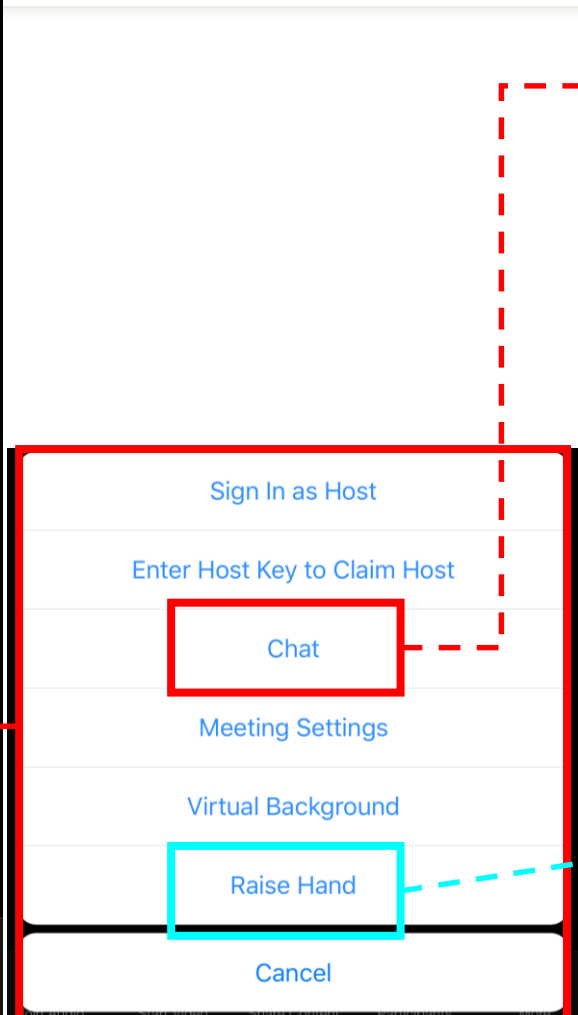 Sign In as Host
Enter Host Key to Claim Host
Chat
Meeting Settings
Virtual Background
Raise Hand
Cancel